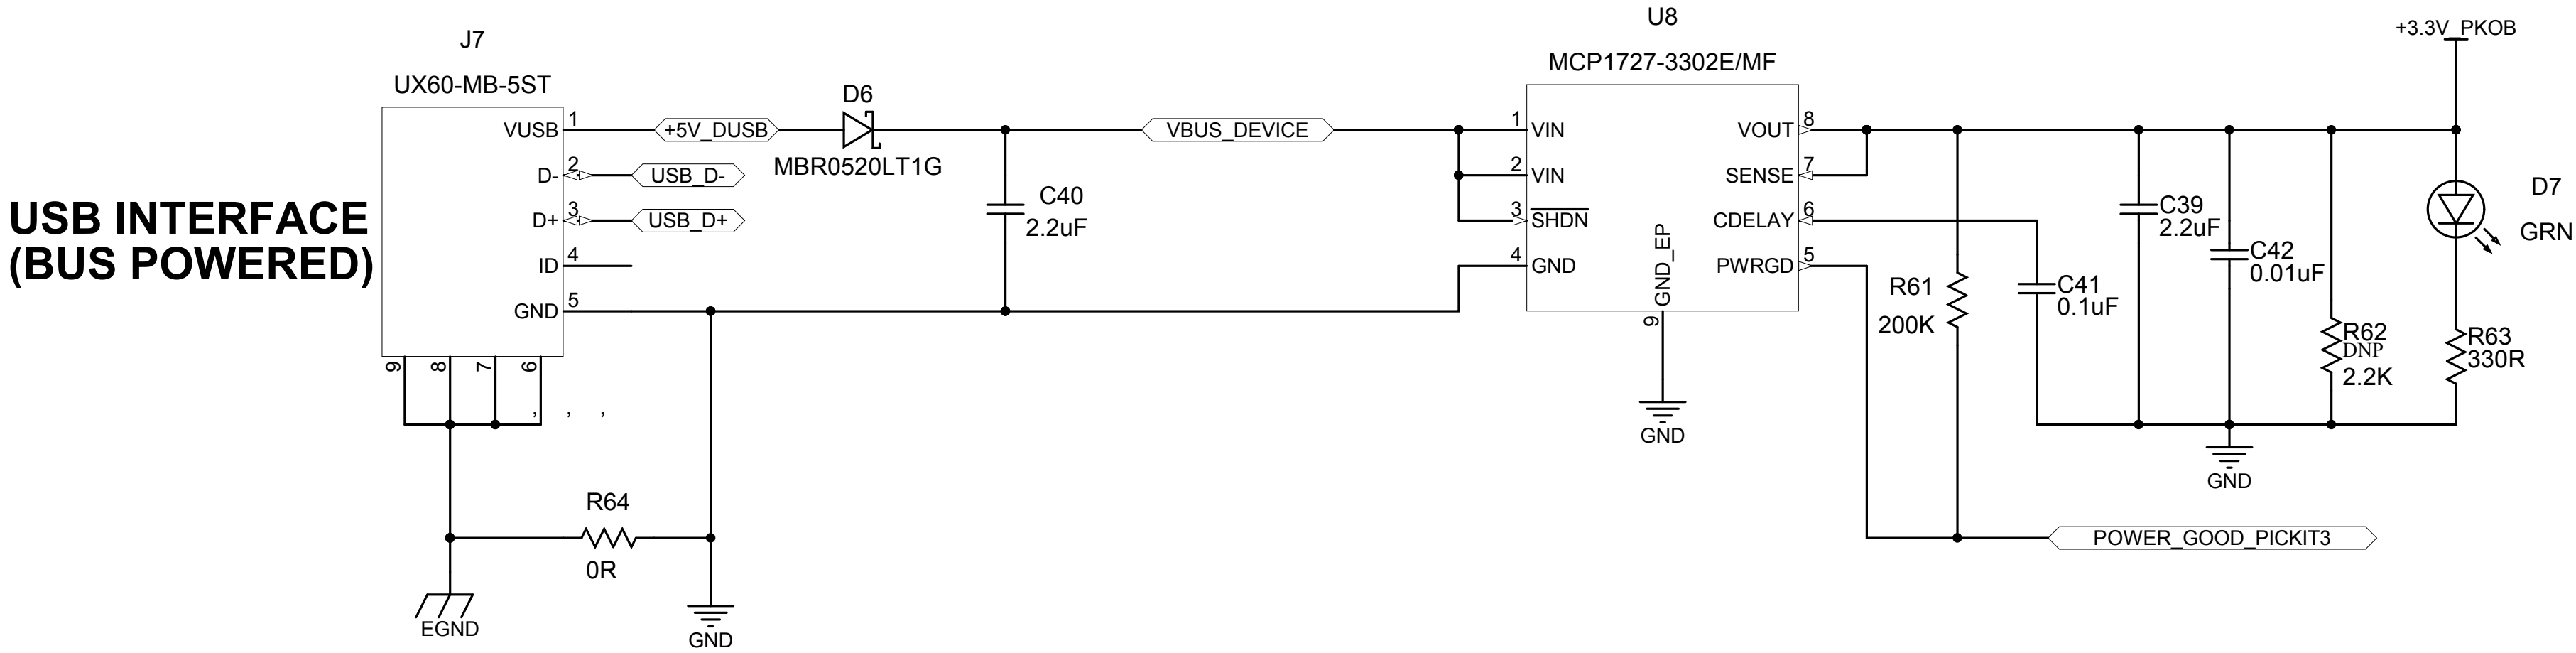 USB INTERFACE
(BUS POWERED)
J7
UX60-MB-5ST
VUSB 1
D- 2
D+ 3
ID 4
GND 5
9 8 7 6
, , ,
+5V_DUSB
USB_D-
USB_D+
D6
MBR0520LT1G
C40
2.2uF
VBUS_DEVICE
R64
0R
EGND
GND
U8
MCP1727-3302E/MF
1 VIN
2 VIN
3 SHDN
4 GND
GND_EP
9
GND
VOUT 8
SENSE 7
CDELAY 6
PWRGD 5
R61
200K
C41
0.1uF
C39
2.2uF
C42
0.01uF
R62
DNP
2.2K
+3.3V_PKOB
D7
GRN
R63
330R
GND
POWER_GOOD_PICKIT3